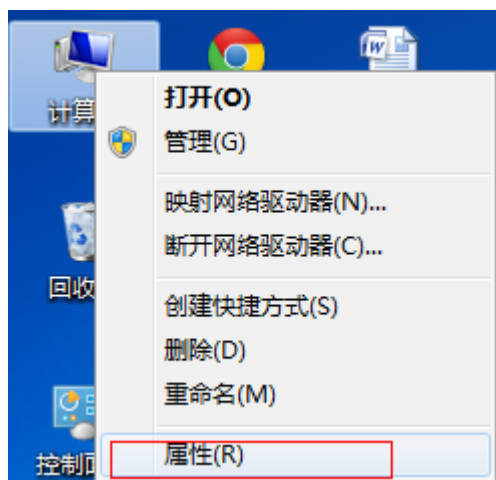 计算
打开(O)
管理(G)
映射网络驱动器(N)...
断开网络驱动器(C)...
回收
创建快捷方式(S)
删除(D)
重命名(M)
控制
属性(R)